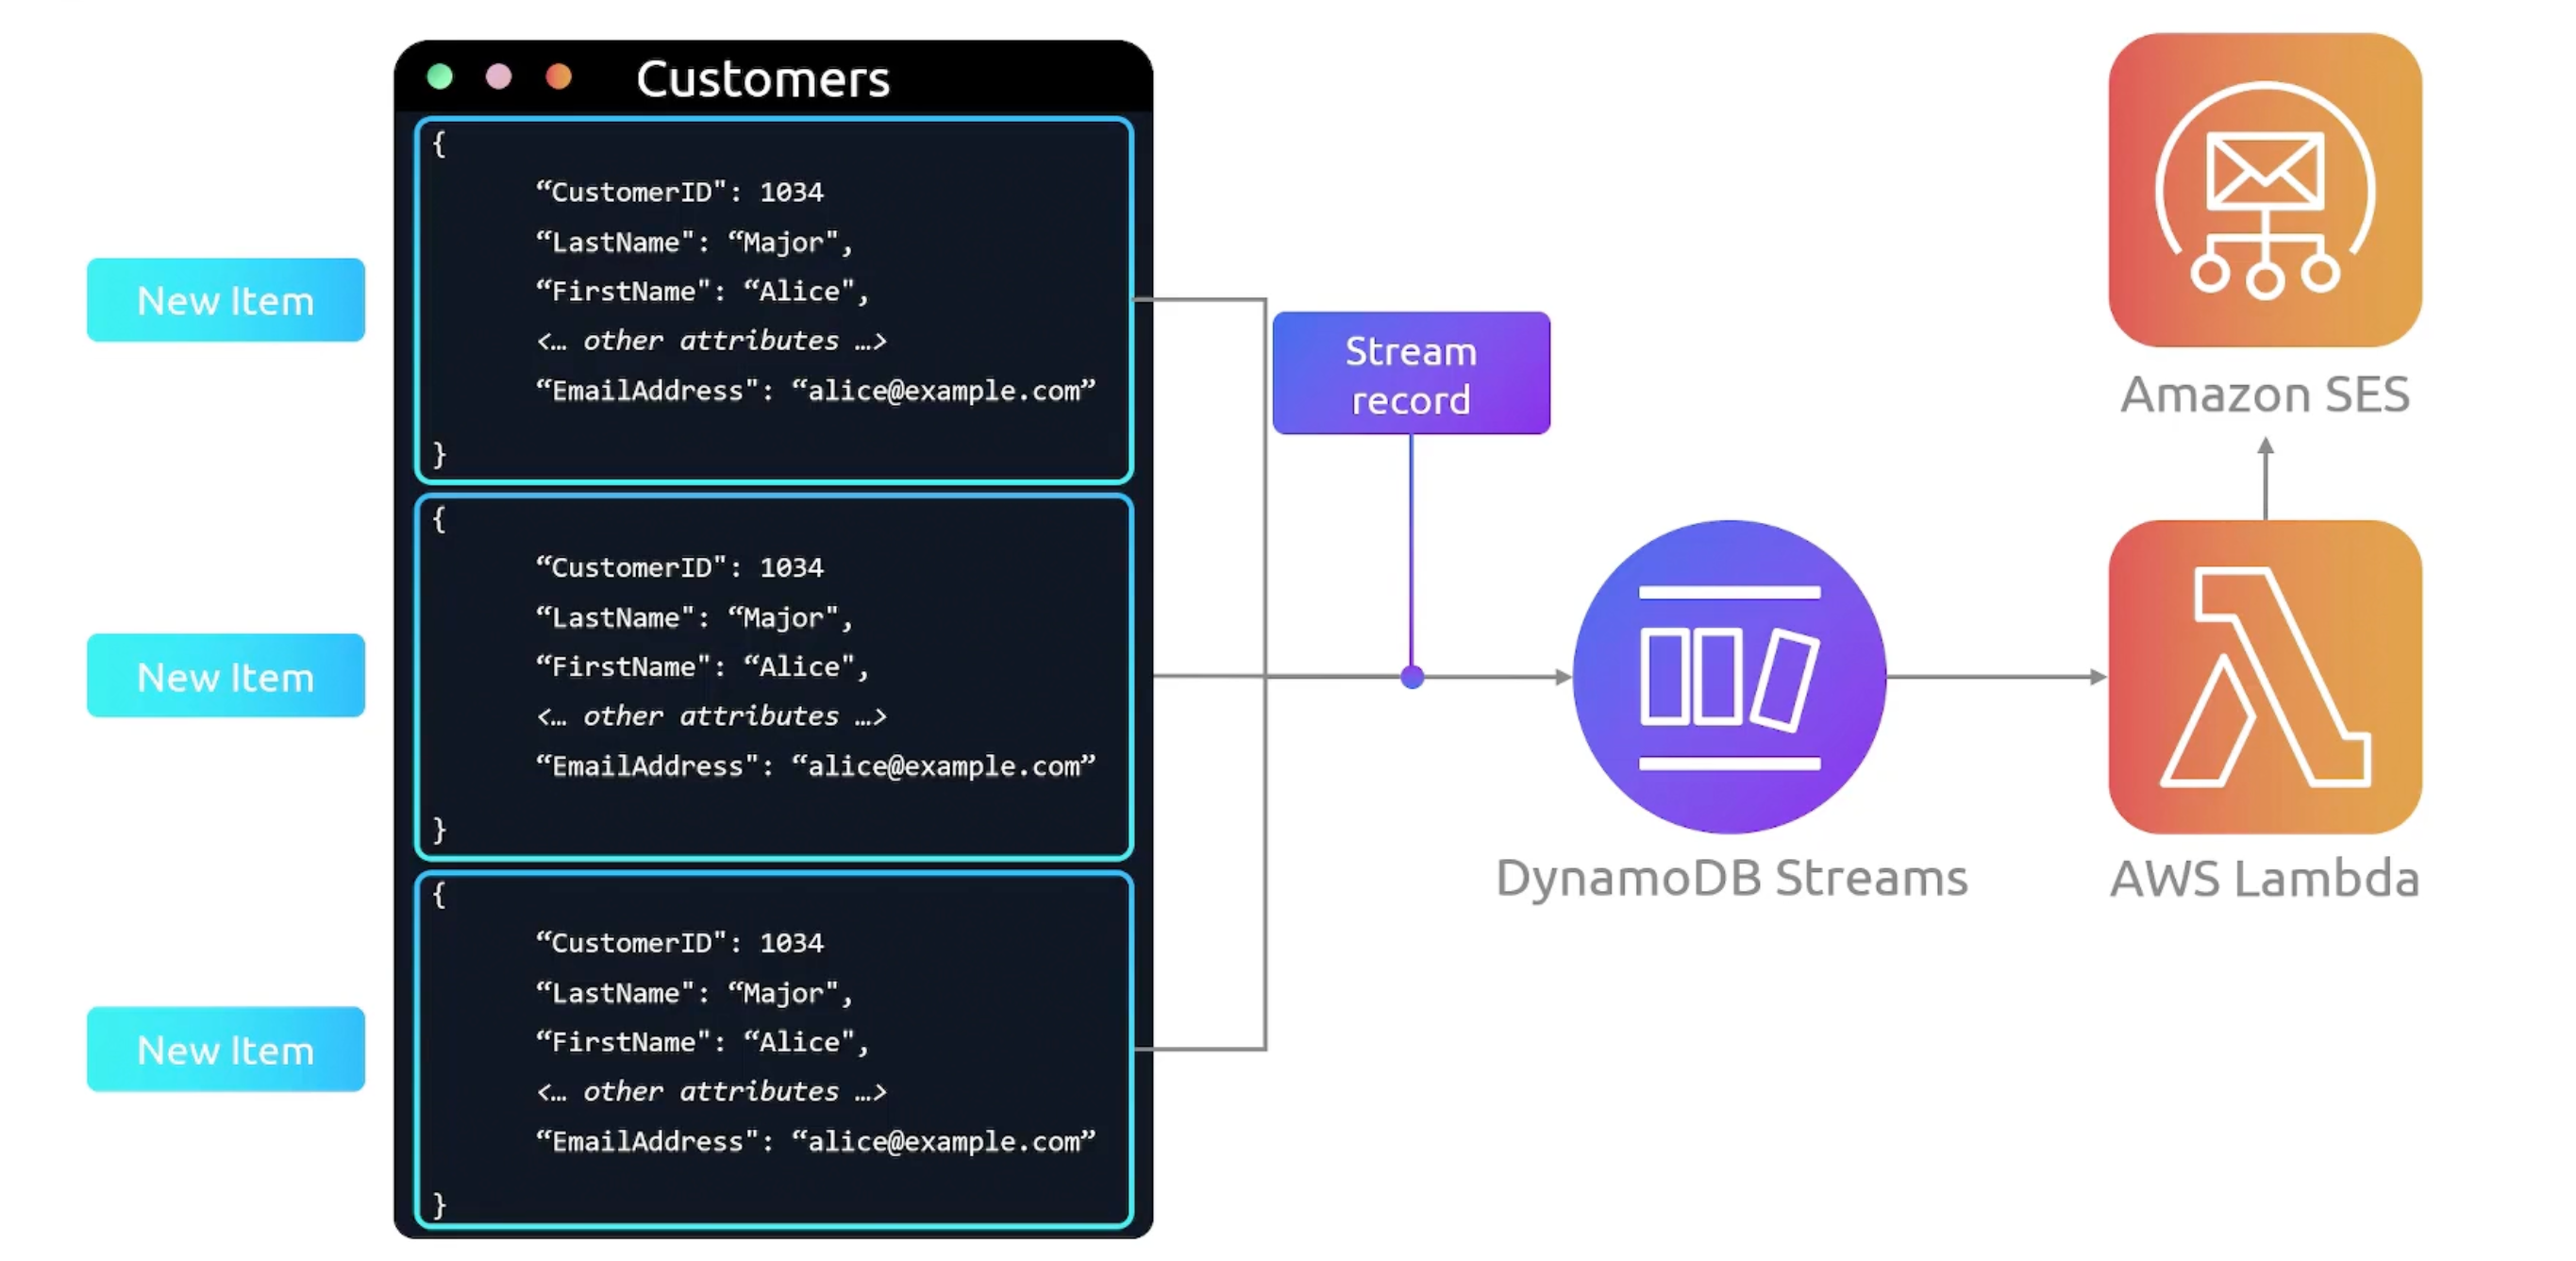 Customers
New Item
{
“CustomerID": 1034
“LastName": “Major",
“FirstName": “Alice",
<… other attributes …>
“EmailAddress": “alice@example.com”
}
New Item
{
“CustomerID": 1034
“LastName": “Major",
“FirstName": “Alice",
<… other attributes …>
“EmailAddress": “alice@example.com”
}
New Item
{
“CustomerID": 1034
“LastName": “Major",
“FirstName": “Alice",
<… other attributes …>
“EmailAddress": “alice@example.com”
}
Stream
record
DynamoDB Streams
AWS Lambda
Amazon SES